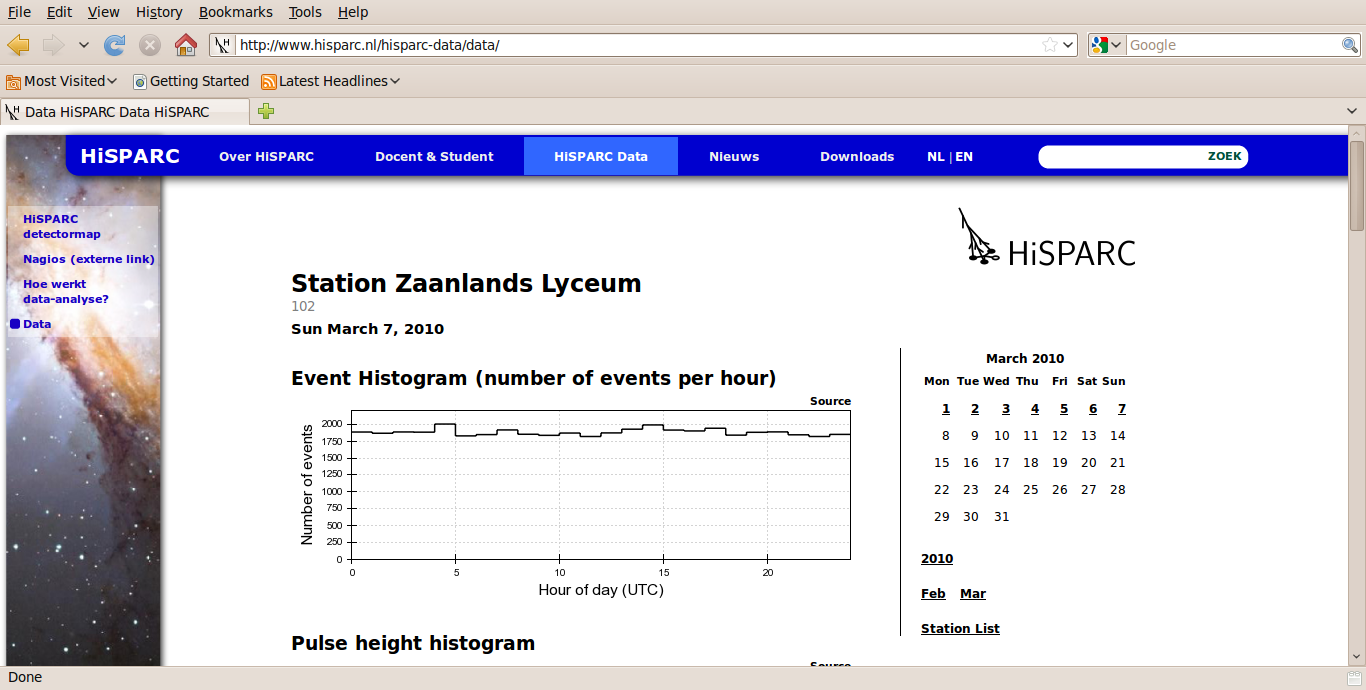 File Edit View History Bookmarks Tools Help
http://www.hisparc.nl/hisparc-data/data/
Google
Most Visited Getting Started Latest Headlines
Data HiSPARC Data HiSPARC
HiSPARC Over HiSPARC Docent & Student HiSPARC Data Nieuws Downloads NL | EN ZOEK
HiSPARC
detectormap
Nagios (externe link)
Hoe werkt
data-analyse?
Data
HiSPARC
Station Zaanlands Lyceum
102
Sun March 7, 2010
Event Histogram (number of events per hour)
Source
Number of events
2000
1750
1500
1250
1000
750
500
250
0
0 5 10 15 20
Hour of day (UTC)
Pulse height histogram
Source
March 2010
Mon Tue Wed Thu Fri Sat Sun
1 2 3 4 5 6 7
8 9 10 11 12 13 14
15 16 17 18 19 20 21
22 23 24 25 26 27 28
29 30 31
2010
Feb Mar
Station List
Done